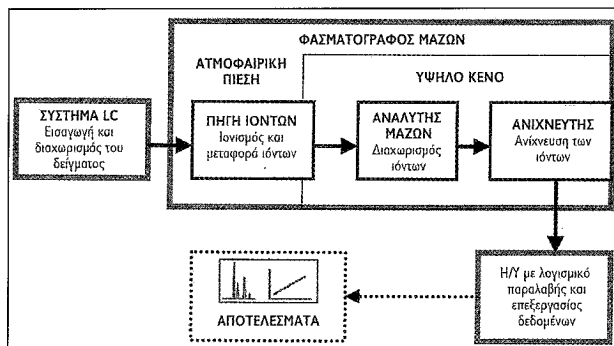 ΦΑΣΜΑΤΟΓΡΑΦΟΣ ΜΑΖΩΝ
ΑΤΜΟΦΑΙΡΙΚΗ
ΠΙΕΣΗ
ΥΨΗΛΟ ΚΕΝΟ
ΣΥΣΤΗΜΑ LC
Εισαγωγή και
διαχωρισμός του
δείγματος
ΠΗΓΗ ΙΟΝΤΩΝ
Ιονισμός και
μεταφορά ιόντων
ΑΝΑΛΥΤΗΣ
ΜΑΖΩΝ
Διαχωρισμός
ιόντων
ΑΝΙΧΝΕΥΤΗΣ
Ανίχνευση των
ιόντων
Η/Υ με λογισμικό
παραλαβής και
επεξεργασίας
δεδομένων
ΑΠΟΤΕΛΕΣΜΑΤΑ